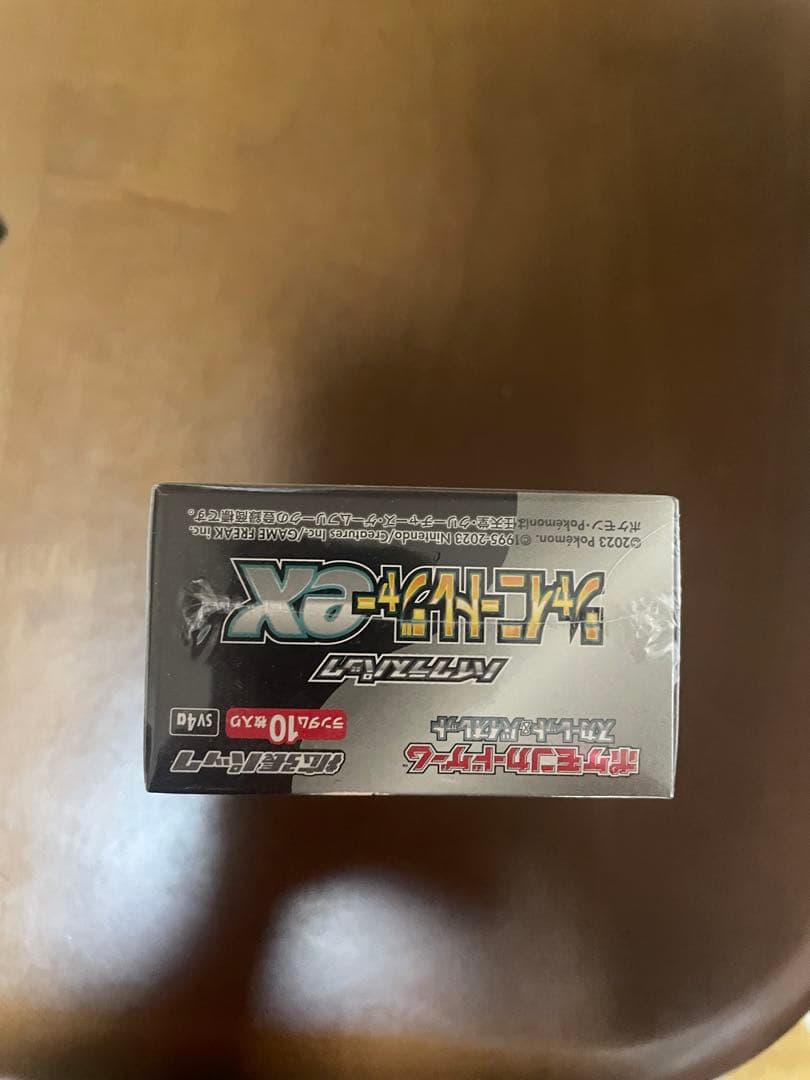 ポケモンカードゲーム
スカーレット&バイオレット
拡張パック
ランダム10枚入り
sv4a
ハイクラスパック
シャイニートレジャーex
©2023 Pokémon. ©1995-2023 Nintendo/Creatures Inc./GAME FREAK inc.
ポケモン・Pokémonは任天堂・クリーチャーズ・ゲームフリークの登録商標です。